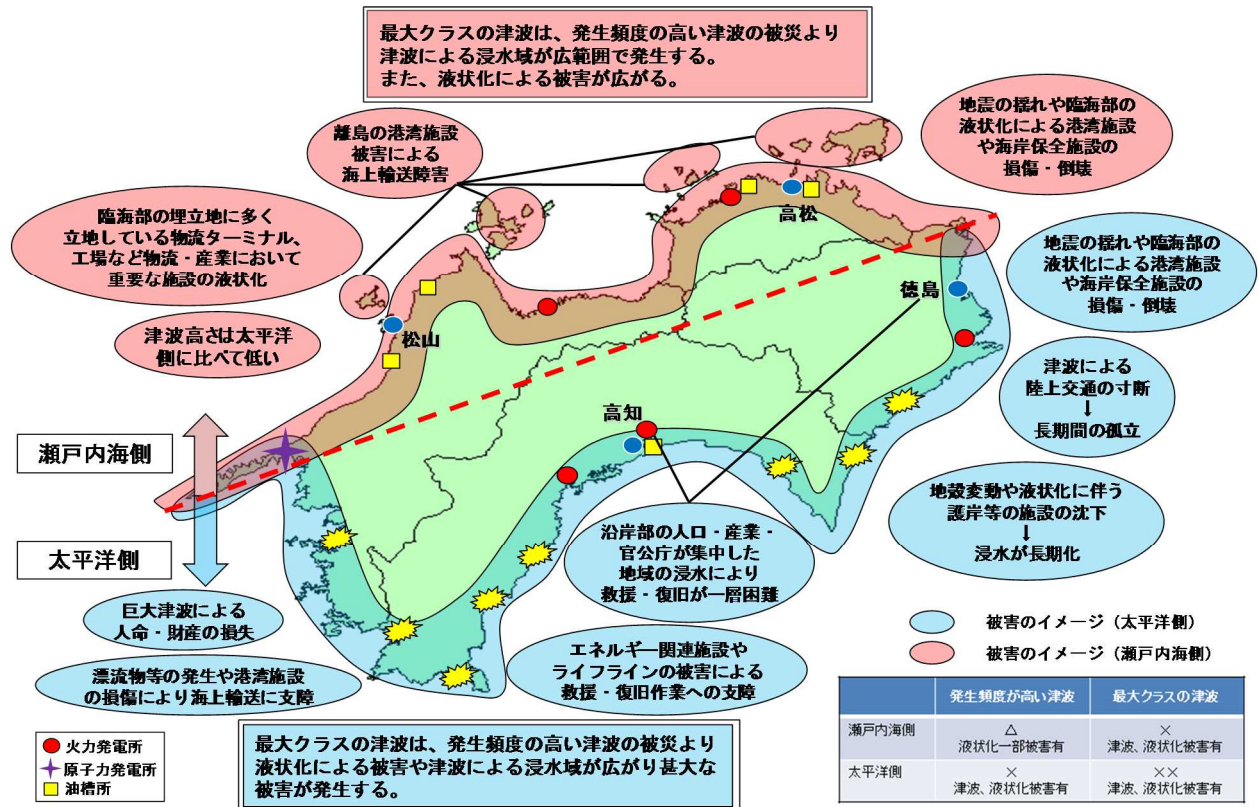 最大クラスの津波は、発生頻度の高い津波の被災より
津波による浸水域が広範囲で発生する。
また、液状化による被害が広がる。
離島の港湾施設
被害による
海上輸送障害
地震の揺れや臨海部の
液状化による港湾施設
や海岸保全施設の
損傷・倒壊
臨海部の埋立地に多く
立地している物流ターミナル、
工場など物流・産業において
重要な施設の液状化
津波高さは太平洋
側に比べて低い
高松
徳島
松山
高知
地震の揺れや臨海部の
液状化による港湾施設
や海岸保全施設の
損傷・倒壊
津波による
陸上交通の寸断
↓
長期間の孤立
瀬戸内海側
太平洋側
地殻変動や液状化に伴う
護岸等の施設の沈下
↓
浸水が長期化
沿岸部の人口・産業・
官公庁が集中した
地域の浸水により
救援・復旧が一層困難
巨大津波による
人命・財産の損失
漂流物等の発生や港湾施設
の損傷により海上輸送に支障
エネルギー関連施設や
ライフラインの被害による
救援・復旧作業への支障
被害のイメージ（太平洋側）
被害のイメージ（瀬戸内海側）
火力発電所
原子力発電所
油槽所
最大クラスの津波は、発生頻度の高い津波の被災より
液状化による被害や津波による浸水域が広がり甚大な
被害が発生する。
発生頻度が高い津波 最大クラスの津波
瀬戸内海側 △ ×
液状化一部被害有 津波、液状化被害有
太平洋側 × ××
津波、液状化被害有 津波、液状化被害有